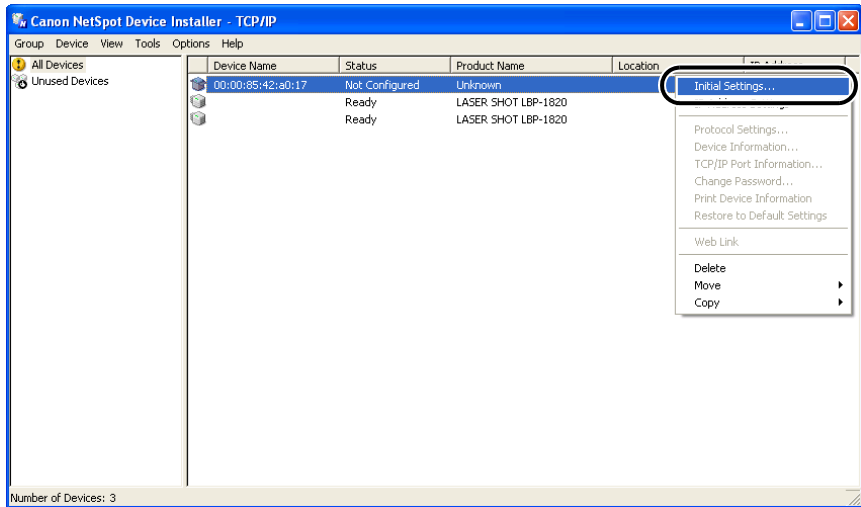 Canon NetSpot Device Installer - TCP/IP
Group Device View Tools Options Help
All Devices
Unused Devices
Device Name Status Product Name Location
00:00:85:42:a0:17 Not Configured Unknown
Ready LASER SHOT LBP-1820
Ready LASER SHOT LBP-1820
Initial Settings...
Protocol Settings...
Device Information...
TCP/IP Port Information...
Change Password...
Print Device Information
Restore to Default Settings
Web Link
Delete
Move
Copy
Number of Devices: 3